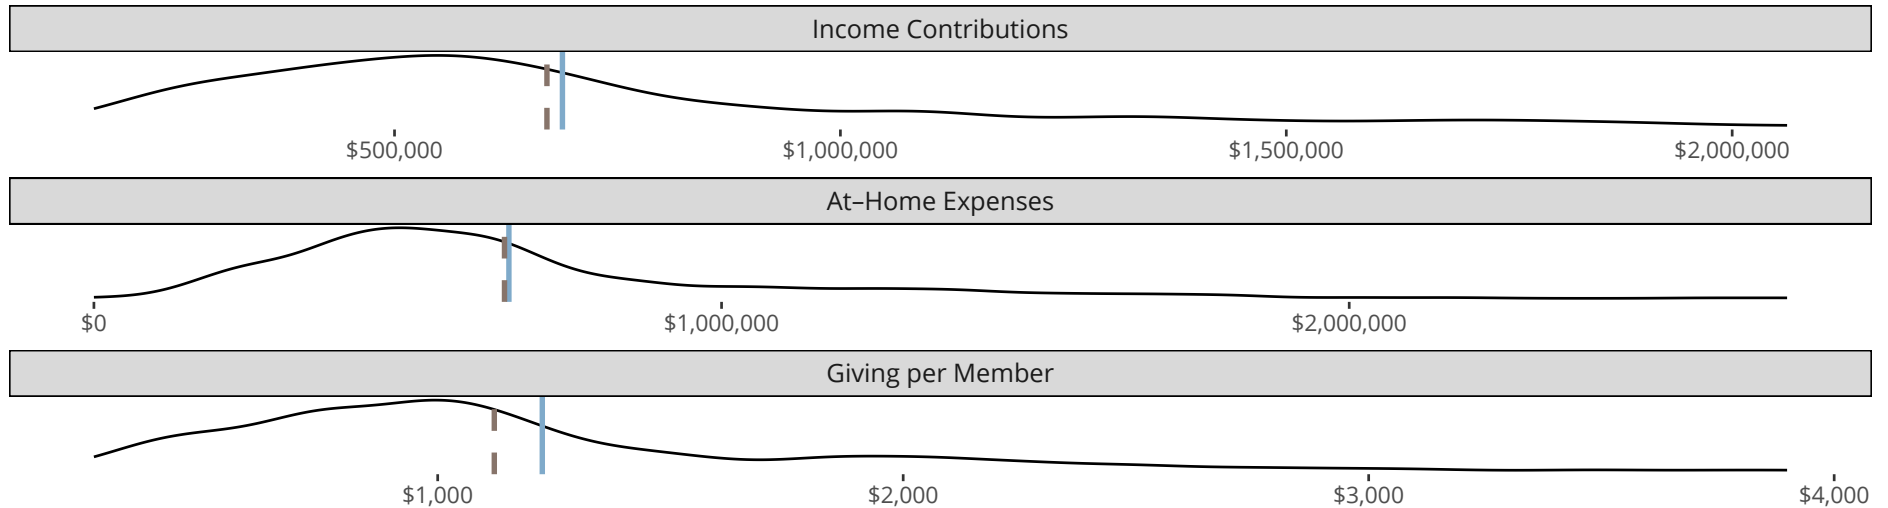 Income Contributions
$500,000 $1,000,000 $1,500,000 $2,000,000
At–Home Expenses
$0 $1,000,000 $2,000,000
Giving per Member
$1,000 $2,000 $3,000 $4,000